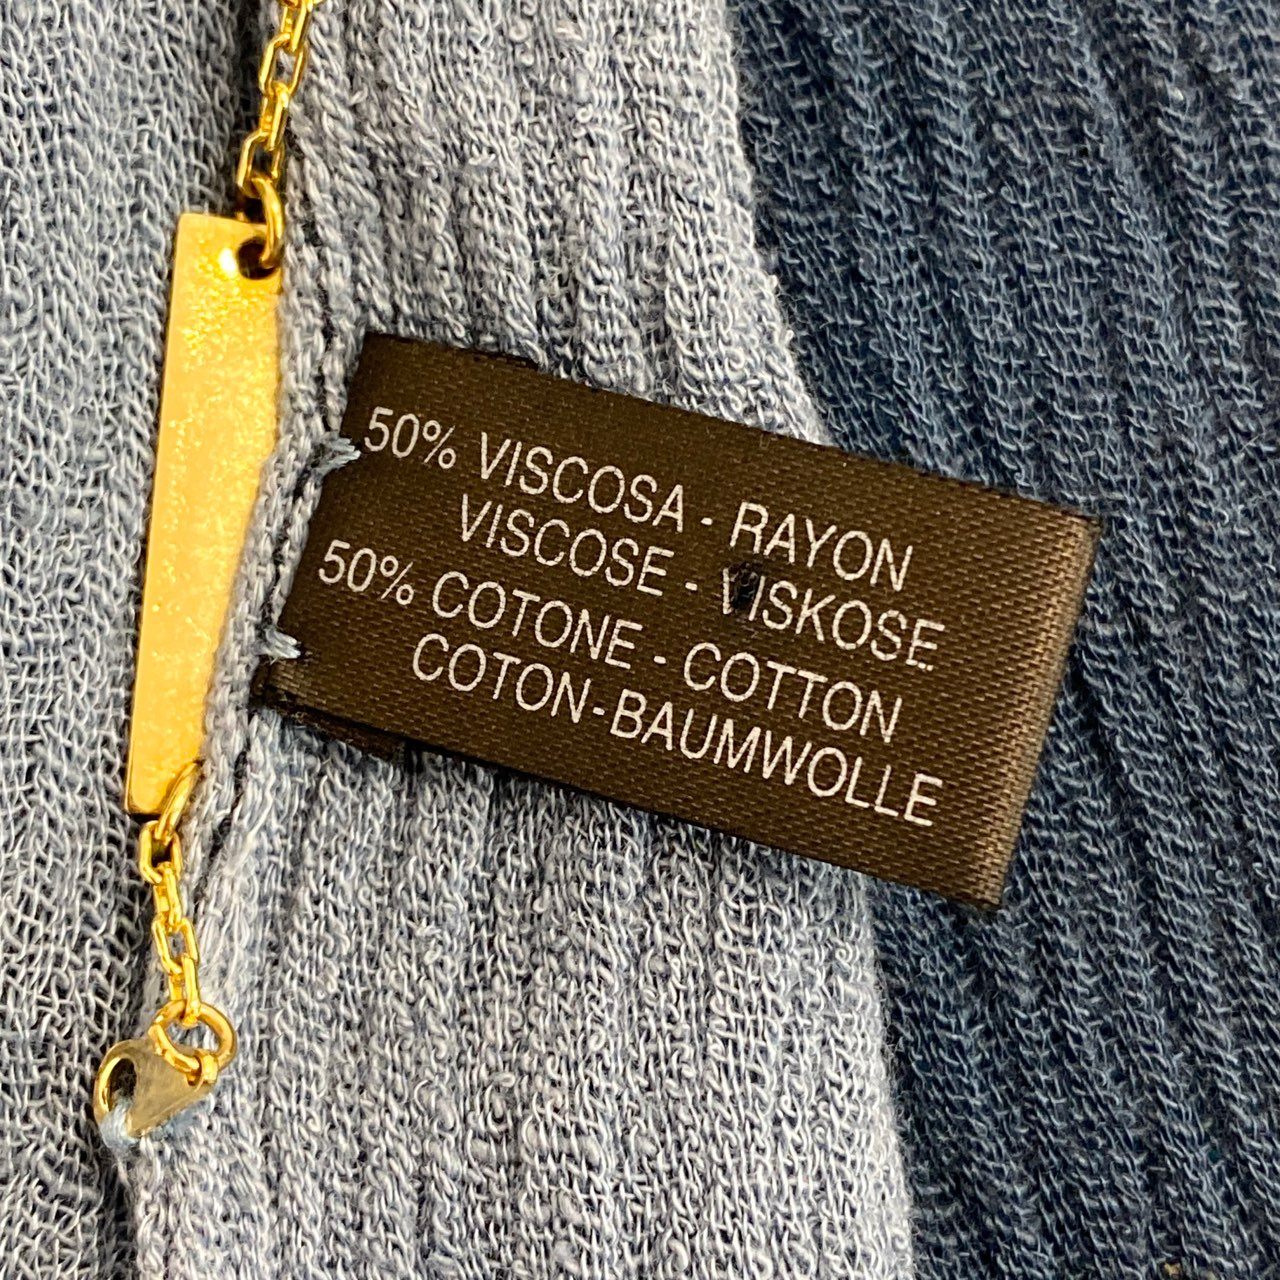 50% VISCOSA - RAYON
VISCOSE - VISKOSE
50% COTONE - COTTON
COTON-BAUMWOLLE